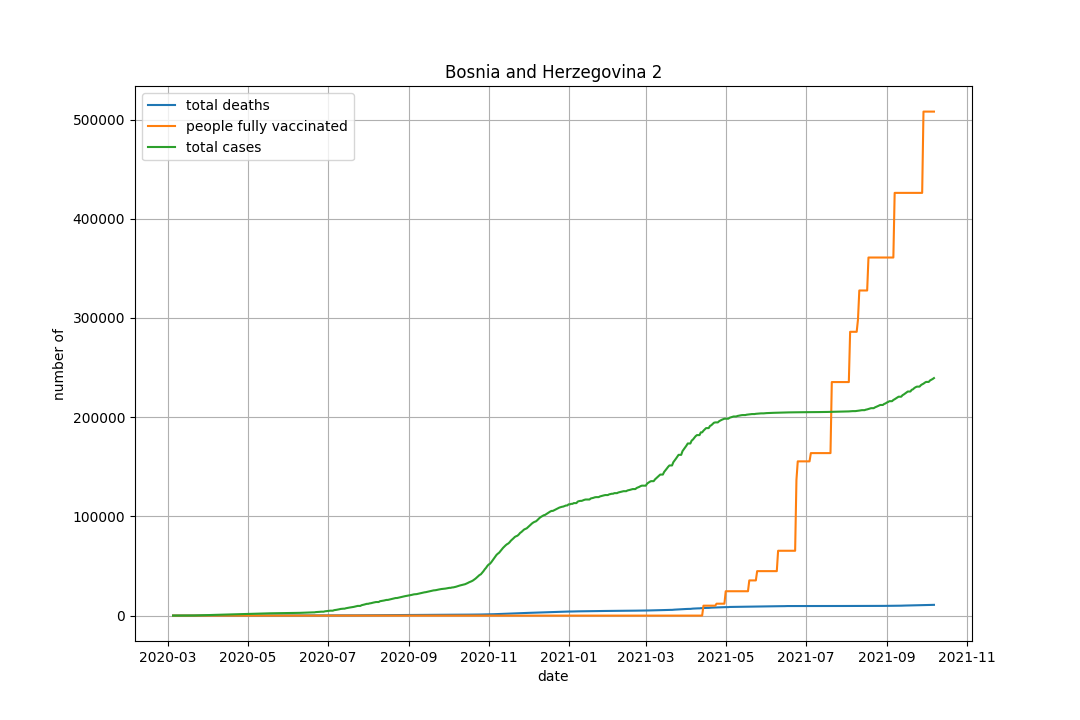 Bosnia and Herzegovina 2
total deaths
people fully vaccinated
total cases
500000
400000
300000
200000
100000
0
number of
2020-03 2020-05 2020-07 2020-09 2020-11 2021-01 2021-03 2021-05 2021-07 2021-09 2021-11
date